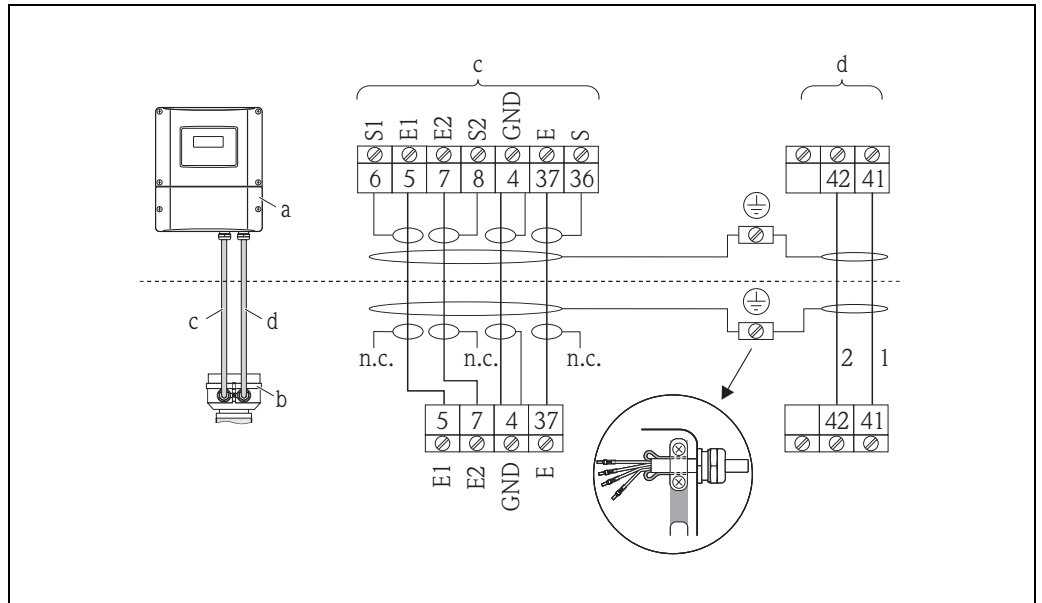 c
d
S1 E1 E2 S2 GND E S
6 5 7 8 4 37 36
42 41
a
c
d
b
n.c. n.c. n.c.
2 1
5 7 4 37
42 41
E1 E2 GND E